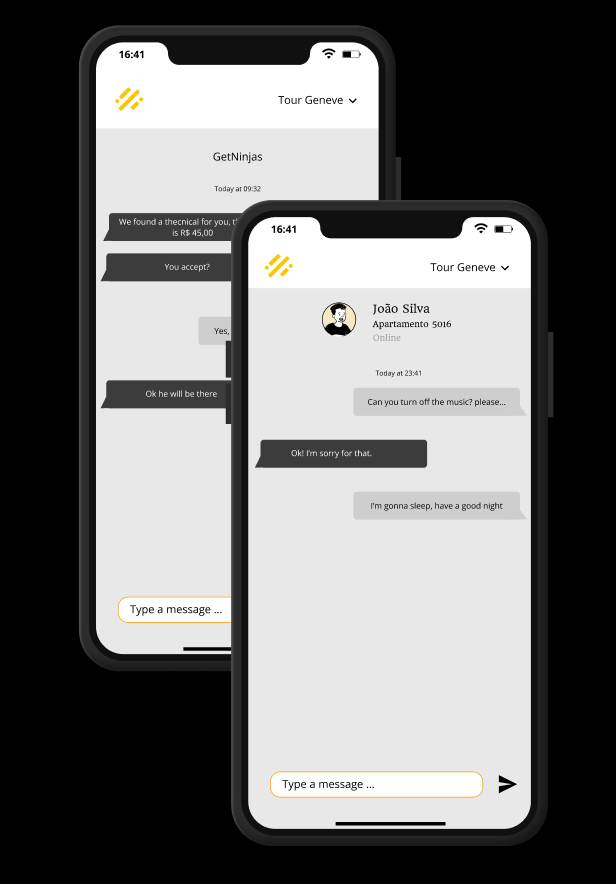 16:41
Tour Geneve
GetNinjas
Today at 09:32
We found a thecnical for you,
is R$ 45,00
You accept?
Yes,
Ok he will be there
Type a message ...
16:41
Tour Geneve
João Silva
Apartamento 5016
Online
Today at 23:41
Can you turn off the music? please...
Ok! I'm sorry for that.
I'm gonna sleep, have a good night
Type a message ...